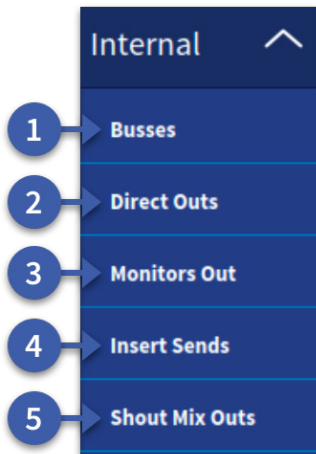 Internal
1 Busses
2 Direct Outs
3 Monitors Out
4 Insert Sends
5 Shout Mix Outs